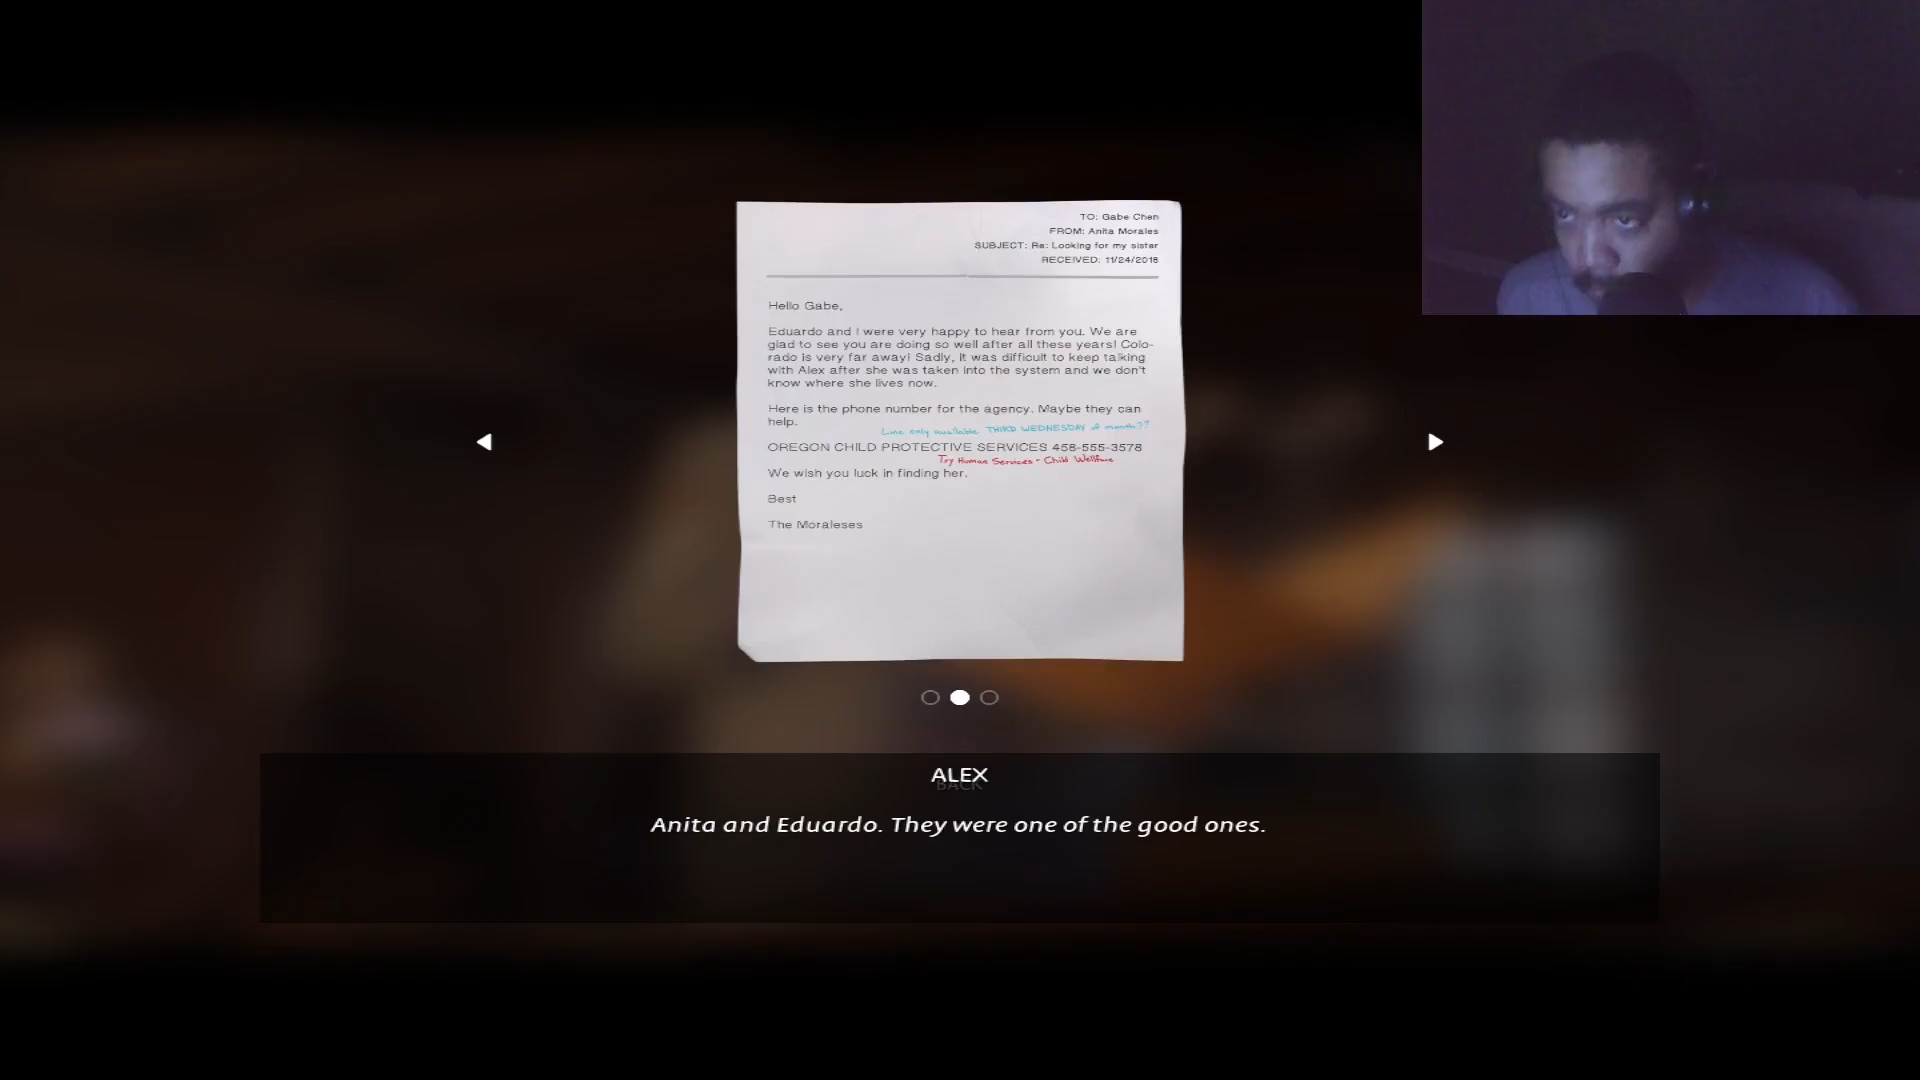 TO: Gabe Chen
FROM: Anita Morales
SUBJECT: Re: Looking for my sister
RECEIVED: 11/24/2016
Hello Gabe,
Eduardo and I were very happy to hear from you. We are
glad to see you are doing so well after all these years! Colo-
rado is very far away! Sadly, it was difficult to keep talking
with Alex after she was taken into the system and we don't
know where she lives now.
Here is the phone number for the agency. Maybe they can
help.
Line only available THIRD WEDNESDAY of month??
OREGON CHILD PROTECTIVE SERVICES 458-555-3578
Try Human Services - Child Welfare
We wish you luck in finding her.
Best
The Moraleses
ALEX
BACK
Anita and Eduardo. They were one of the good ones.